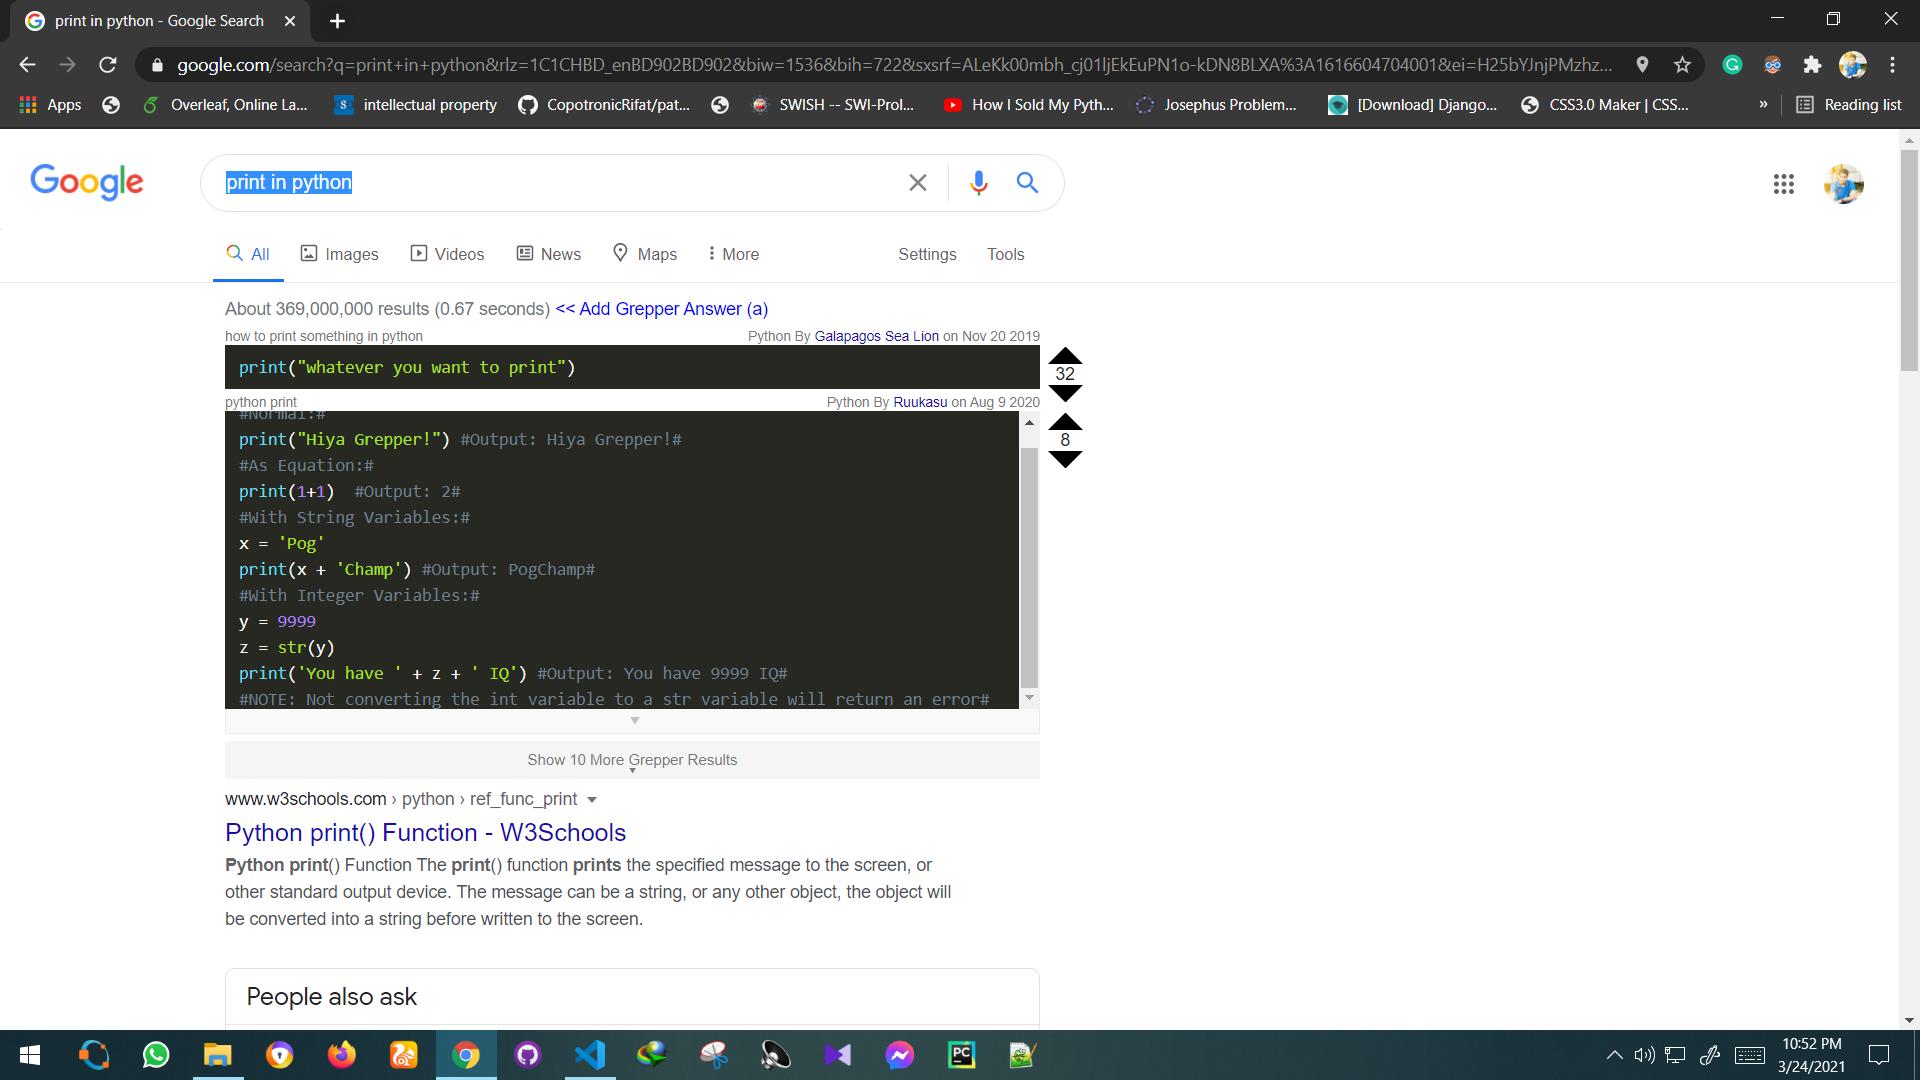 print in python - Google Search
google.com/search?q=print+in+python&rlz=1C1CHBD_enBD902BD902&biw=1536&bih=722&sxsrf=ALeKk00mbh_cj01ljEkEuPN1o-kDN8BLXA%3A1616604704001&ei=H25bYJnjPMzhz...
Apps Overleaf, Online La... intellectual property CopotronicRifat/pat... SWISH -- SWI-Prol... How I Sold My Pyth... Josephus Problem... [Download] Django... CSS3.0 Maker | CSS... » Reading list
Google print in python
All Images Videos News Maps More Settings Tools
About 369,000,000 results (0.67 seconds) << Add Grepper Answer (a)
how to print something in python Python By Galapagos Sea Lion on Nov 20 2019
print("whatever you want to print")
32
python print Python By Ruukasu on Aug 9 2020
#Normal:#
print("Hiya Grepper!") #Output: Hiya Grepper!#
8
#As Equation:#
print(1+1)  #Output: 2#
#With String Variables:#
x = 'Pog'
print(x + 'Champ') #Output: PogChamp#
#With Integer Variables:#
y = 9999
z = str(y)
print('You have ' + z + ' IQ') #Output: You have 9999 IQ#
#NOTE: Not converting the int variable to a str variable will return an error#
Show 10 More Grepper Results
www.w3schools.com › python › ref_func_print
Python print() Function - W3Schools
Python print() Function The print() function prints the specified message to the screen, or
other standard output device. The message can be a string, or any other object, the object will
be converted into a string before written to the screen.
People also ask
10:52 PM
3/24/2021